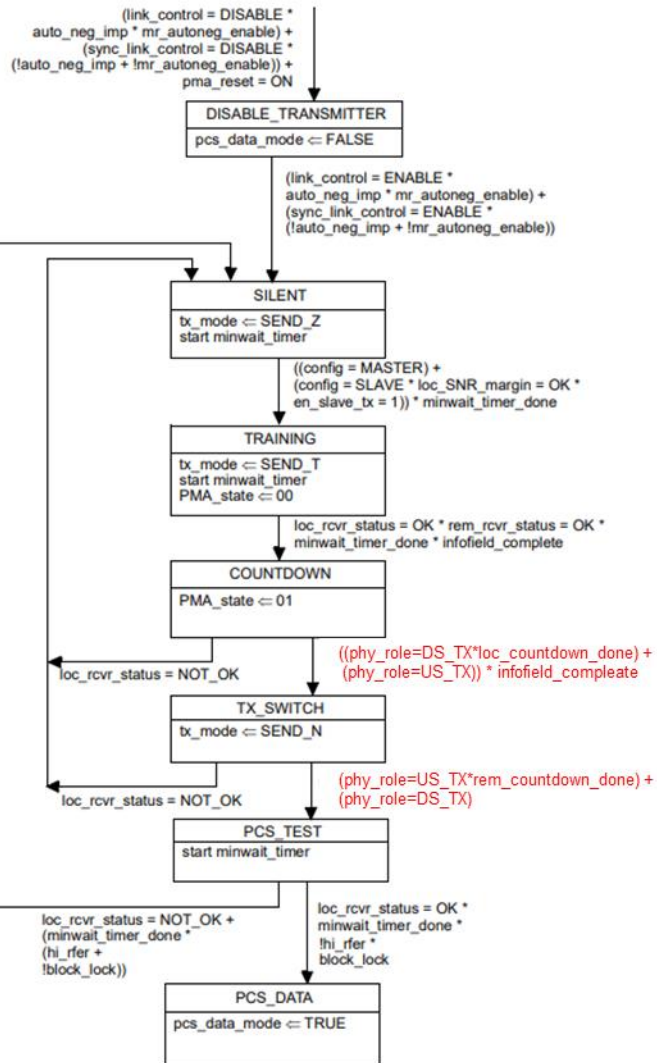 (link_control = DISABLE *
auto_neg_imp * mr_autoneg_enable) +
(sync_link_control = DISABLE *
(!auto_neg_imp + !mr_autoneg_enable)) +
pma_reset = ON
DISABLE_TRANSMITTER
pcs_data_mode ⇐ FALSE
(link_control = ENABLE *
auto_neg_imp * mr_autoneg_enable) +
(sync_link_control = ENABLE *
(!auto_neg_imp + !mr_autoneg_enable))
SILENT
tx_mode ⇐ SEND_Z
start minwait_timer
((config = MASTER) +
(config = SLAVE * loc_SNR_margin = OK *
en_slave_tx = 1)) * minwait_timer_done
TRAINING
tx_mode ⇐ SEND_T
start minwait_timer
PMA_state ⇐ 00
loc_rcvr_status = OK * rem_rcvr_status = OK *
minwait_timer_done * infofield_complete
COUNTDOWN
PMA_state ⇐ 01
loc_rcvr_status = NOT_OK
((phy_role=DS_TX*loc_countdown_done) +
(phy_role=US_TX)) * infofield_compleate
TX_SWITCH
tx_mode ⇐ SEND_N
loc_rcvr_status = NOT_OK
(phy_role=US_TX*rem_countdown_done) +
(phy_role=DS_TX)
PCS_TEST
start minwait_timer
loc_rcvr_status = NOT_OK +
(minwait_timer_done *
(hi_rfer +
!block_lock))
loc_rcvr_status = OK *
minwait_timer_done *
!hi_rfer *
block_lock
PCS_DATA
pcs_data_mode ⇐ TRUE